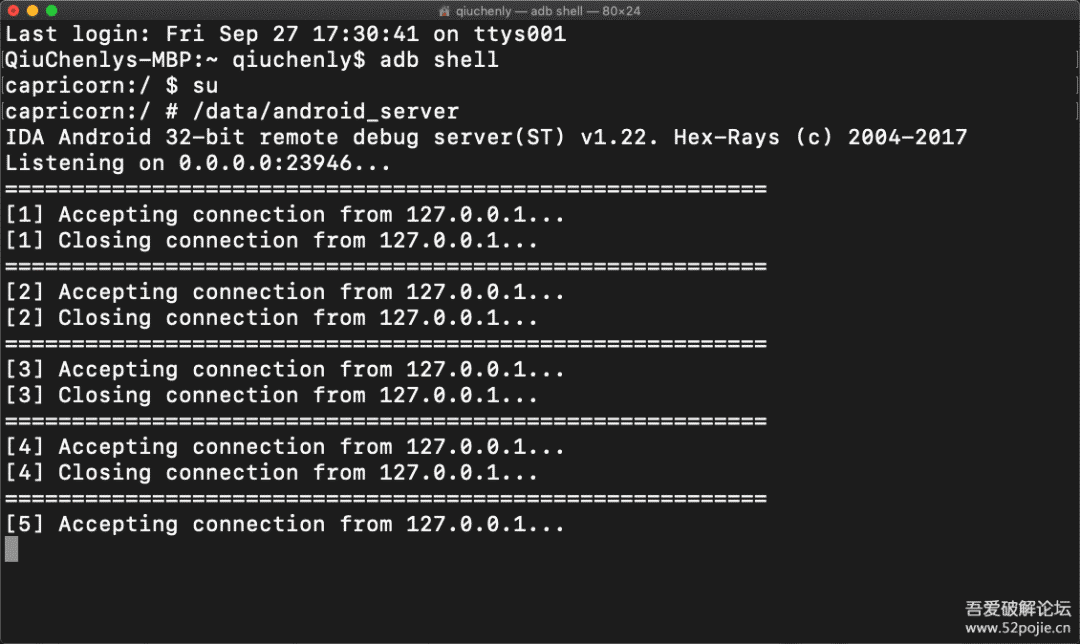 qiuchenly — adb shell — 80×24
Last login: Fri Sep 27 17:30:41 on ttys001
QiuChenlys-MBP:~ qiuchenly$ adb shell
capricorn:/ $ su
capricorn:/ # /data/android_server
IDA Android 32-bit remote debug server(ST) v1.22. Hex-Rays (c) 2004-2017
Listening on 0.0.0.0:23946...
=========================================================
[1] Accepting connection from 127.0.0.1...
[1] Closing connection from 127.0.0.1...
=========================================================
[2] Accepting connection from 127.0.0.1...
[2] Closing connection from 127.0.0.1...
=========================================================
[3] Accepting connection from 127.0.0.1...
[3] Closing connection from 127.0.0.1...
=========================================================
[4] Accepting connection from 127.0.0.1...
[4] Closing connection from 127.0.0.1...
=========================================================
[5] Accepting connection from 127.0.0.1...
吾爱破解论坛
www.52pojie.cn